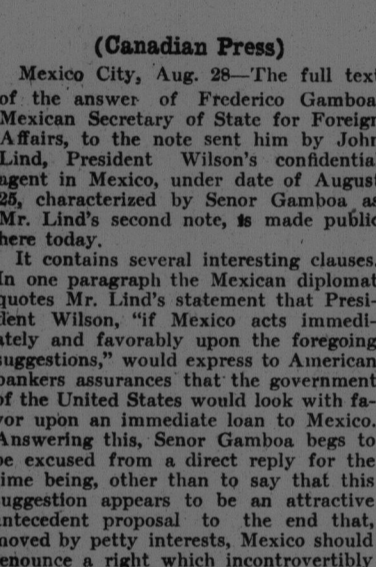 (Canadian Press)
Mexico City, Aug. 28—The full tex
of the answer of Frederico Gamboa
Mexican Secretary of State for Foreign
Affairs, to the note sent him by John
Lind, President Wilson's confidentia
agent in Mexico, under date of August
25, characterized by Senor Gamboa as
Mr. Lind's second note, is made public
here today.
It contains several interesting clauses.
In one paragraph the Mexican diplomat
quotes Mr. Lind's statement that Presi-
dent Wilson, "if Mexico acts immedi-
ately and favorably upon the foregoing
suggestions," would express to American
bankers assurances that the government
of the United States would look with fa-
vor upon an immediate loan to Mexico.
Answering this, Senor Gamboa begs to
be excused from a direct reply for the
time being, other than to say that this
suggestion appears to be an attractive
antecedent proposal to the end that,
moved by petty interests, Mexico should
renounce a right which incontrovertibly